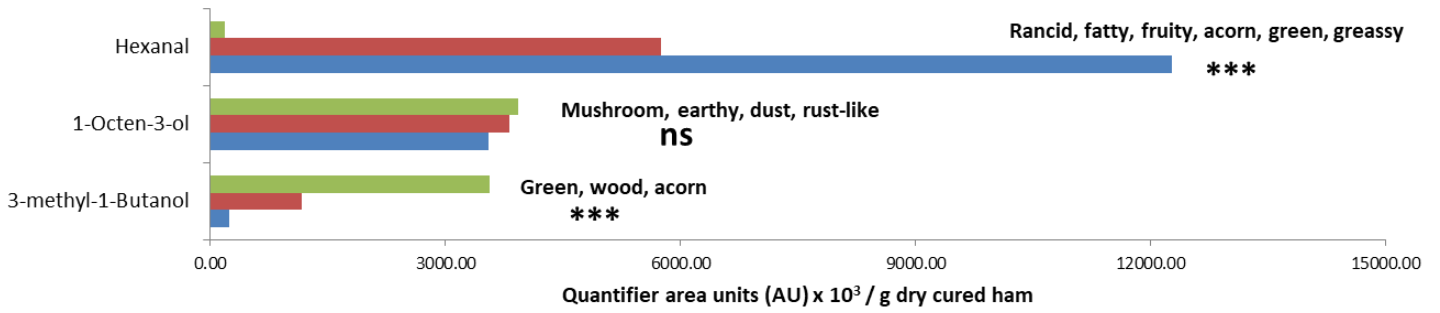 Hexanal
Rancid, fatty, fruity, acorn, green, greassy
***
1-Octen-3-ol
Mushroom, earthy, dust, rust-like
ns
3-methyl-1-Butanol
Green, wood, acorn
***
0.00 3000.00 6000.00 9000.00 12000.00 15000.00
Quantifier area units (AU) x 10³ / g dry cured ham